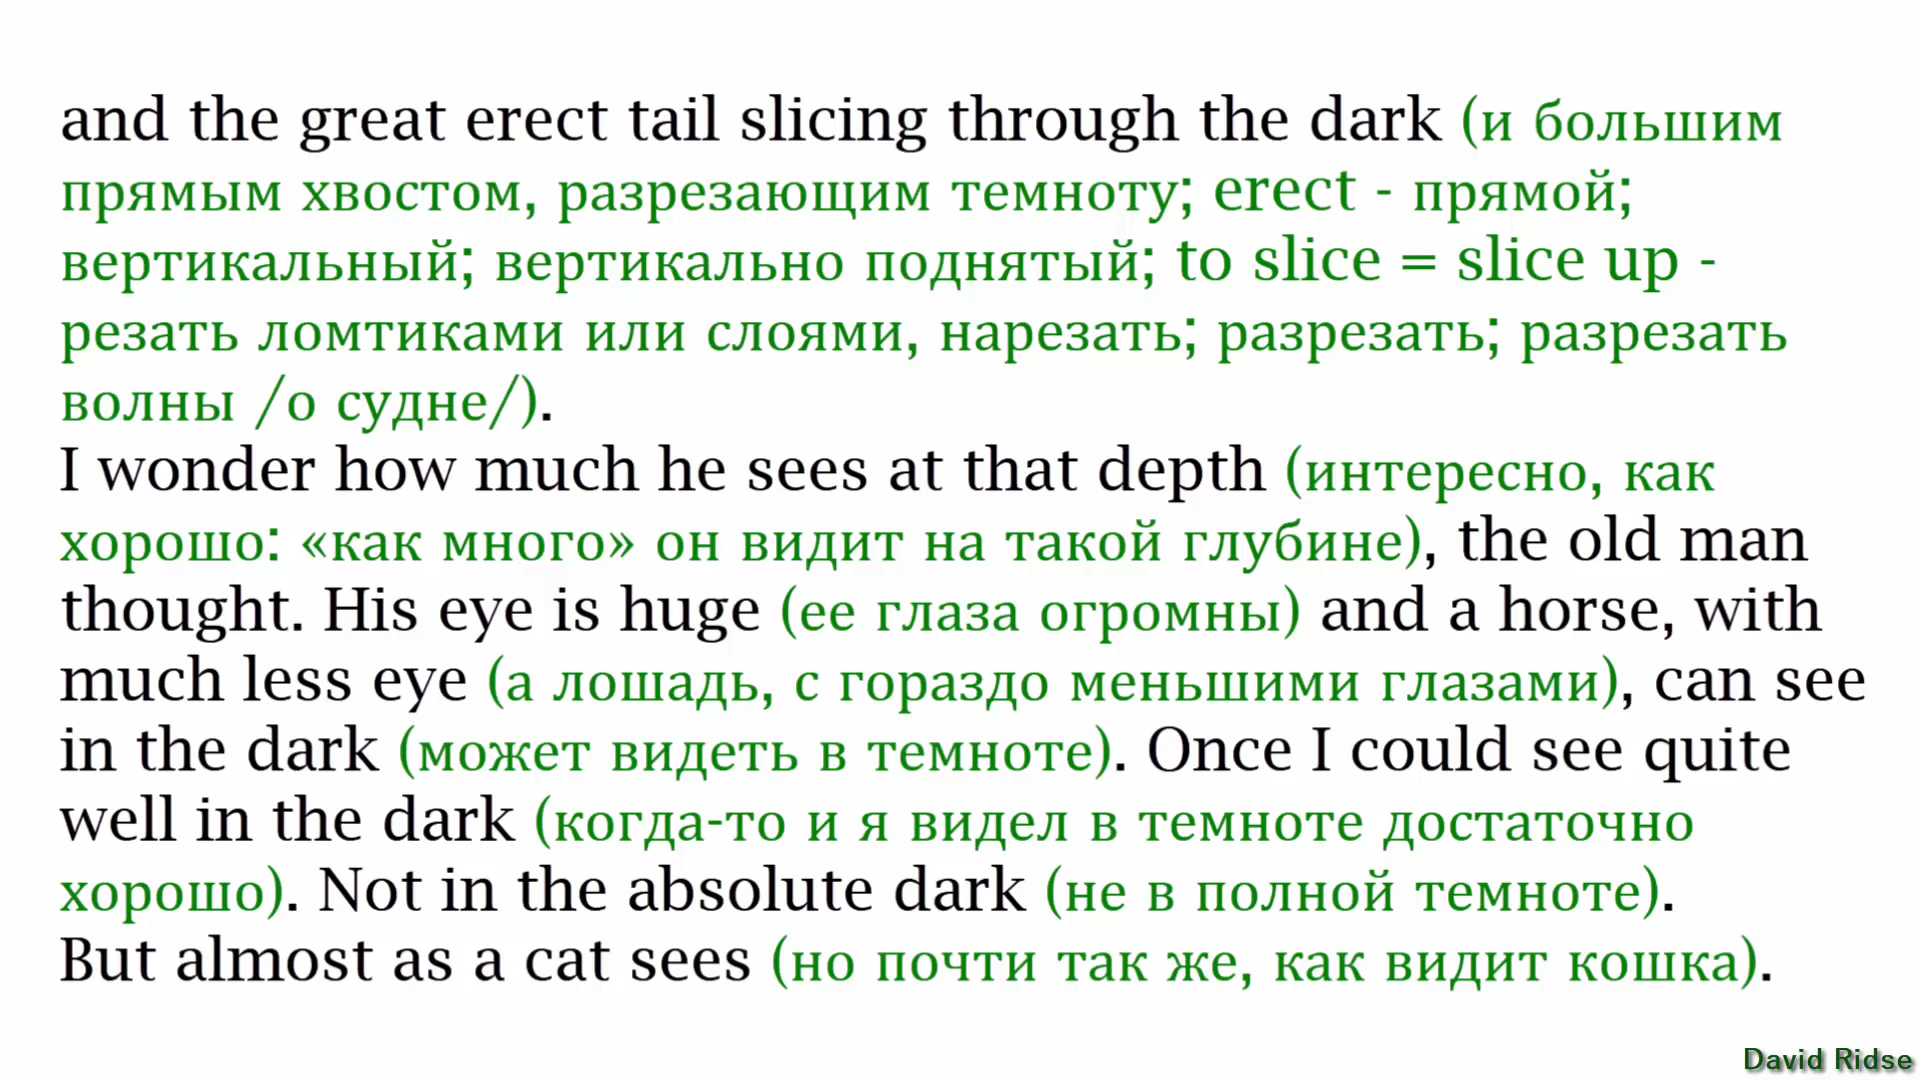 and the great erect tail slicing through the dark (и большим
прямым хвостом, разрезающим темноту; erect - прямой;
вертикальный; вертикально поднятый; to slice = slice up -
резать ломтиками или слоями, нарезать; разрезать; разрезать
волны /о судне/).
I wonder how much he sees at that depth (интересно, как
хорошо: «как много» он видит на такой глубине), the old man
thought. His eye is huge (ее глаза огромны) and a horse, with
much less eye (а лошадь, с гораздо меньшими глазами), can see
in the dark (может видеть в темноте). Once I could see quite
well in the dark (когда-то и я видел в темноте достаточно
хорошо). Not in the absolute dark (не в полной темноте).
But almost as a cat sees (но почти так же, как видит кошка).
David Ridse